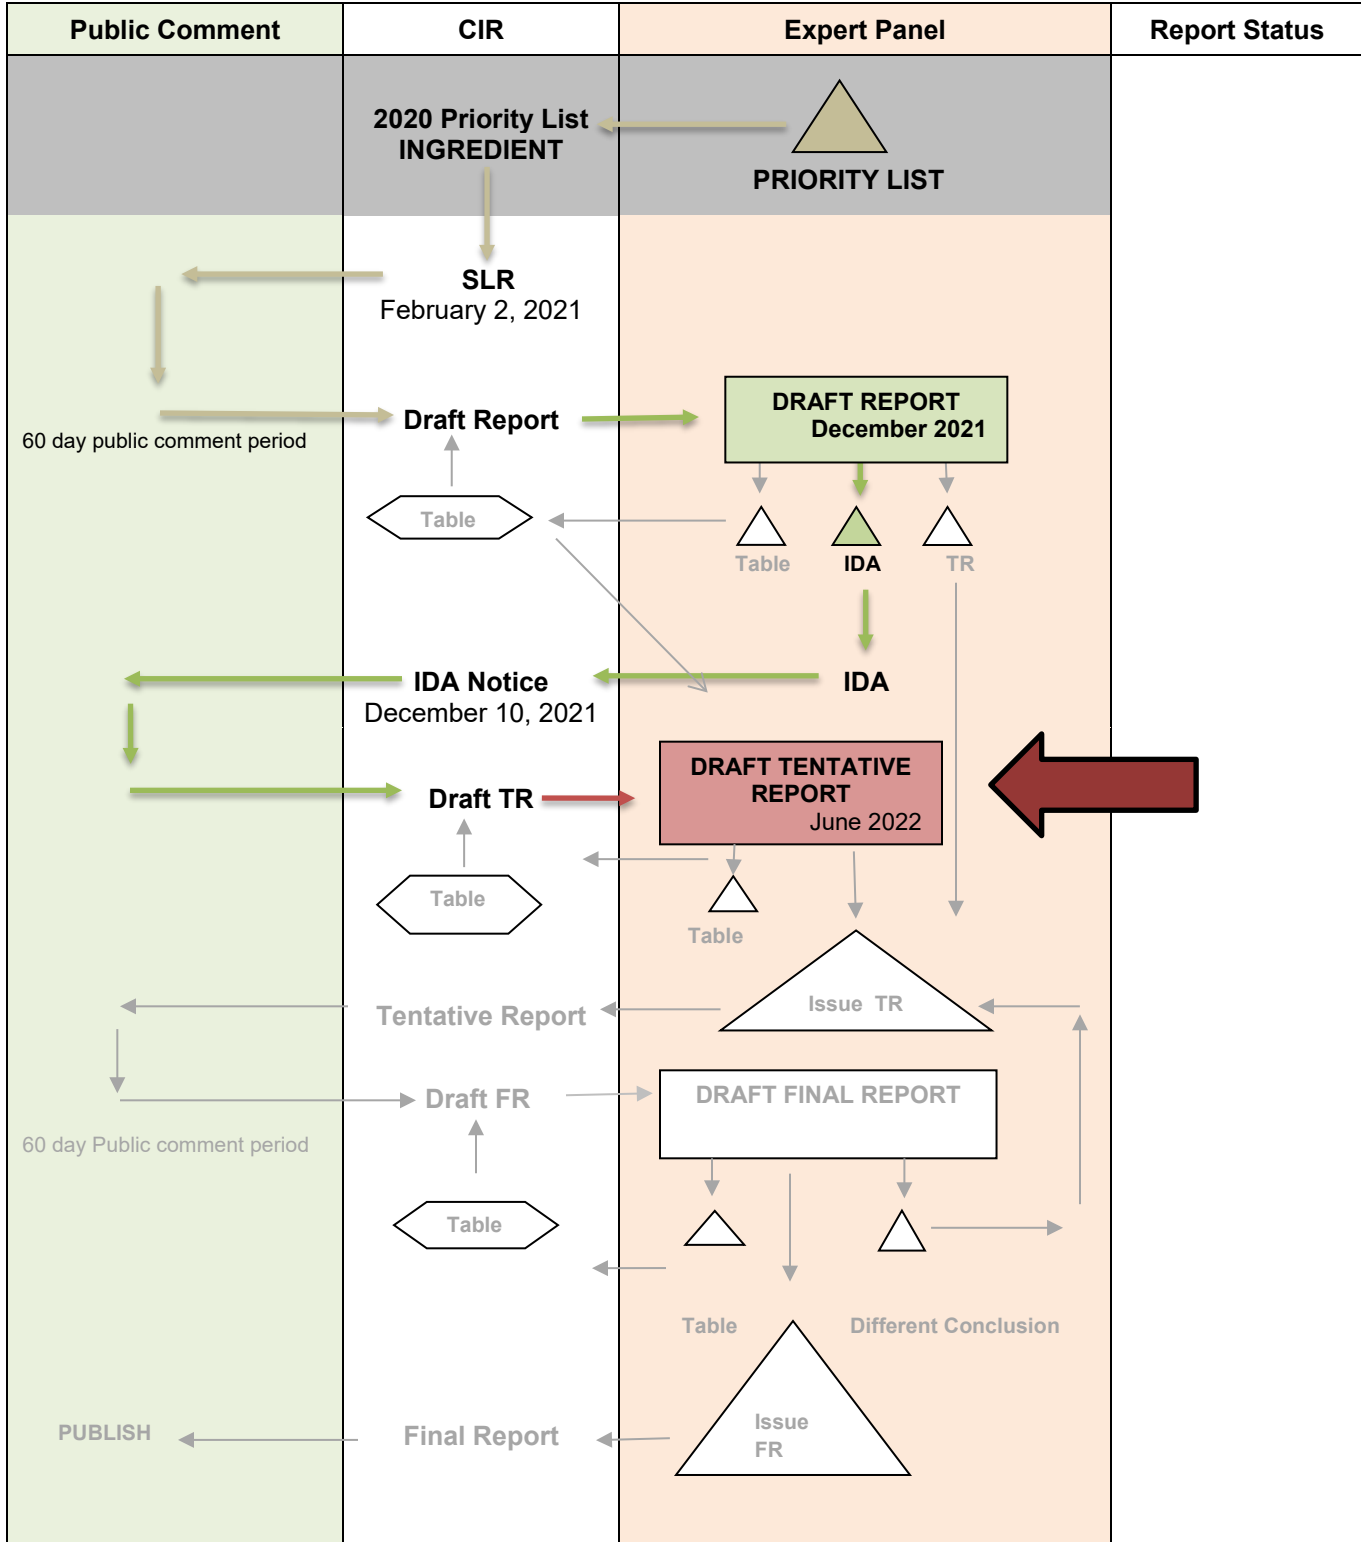 Public Comment
CIR
Expert Panel
Report Status
2020 Priority List
INGREDIENT
PRIORITY LIST
SLR
February 2, 2021
60 day public comment period
Draft Report
DRAFT REPORT
December 2021
Table
Table
IDA
TR
IDA Notice
December 10, 2021
IDA
Draft TR
DRAFT TENTATIVE
REPORT
June 2022
Table
Table
Tentative Report
Issue TR
Draft FR
DRAFT FINAL REPORT
60 day Public comment period
Table
Table
Different Conclusion
PUBLISH
Final Report
Issue
FR